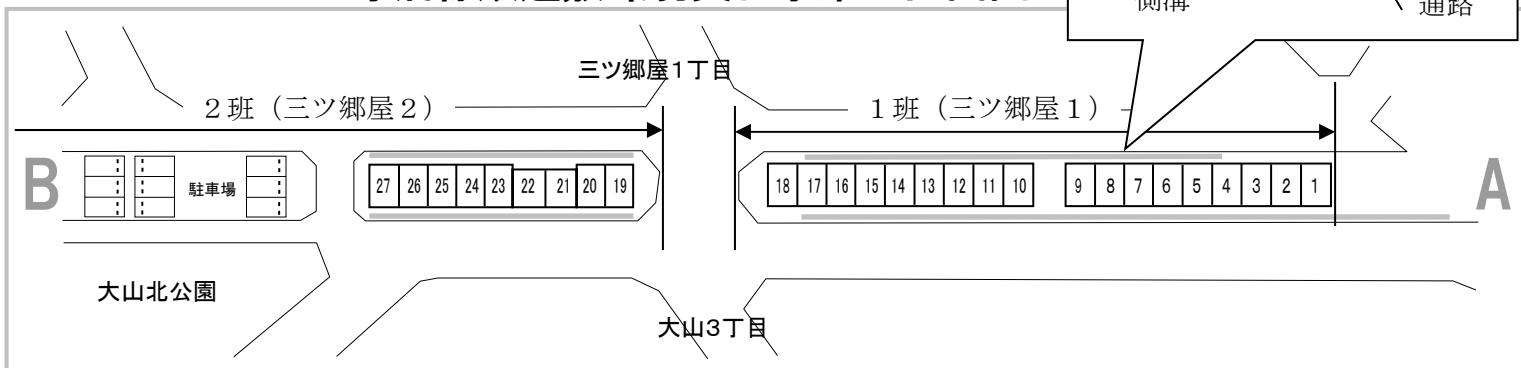 側溝
通路
三ツ郷屋1丁目
2班（三ツ郷屋2）
1班（三ツ郷屋1）
B
駐車場
27 26 25 24 23 22 21 20 19
18 17 16 15 14 13 12 11 10
9 8 7 6 5 4 3 2 1
A
大山北公園
大山3丁目